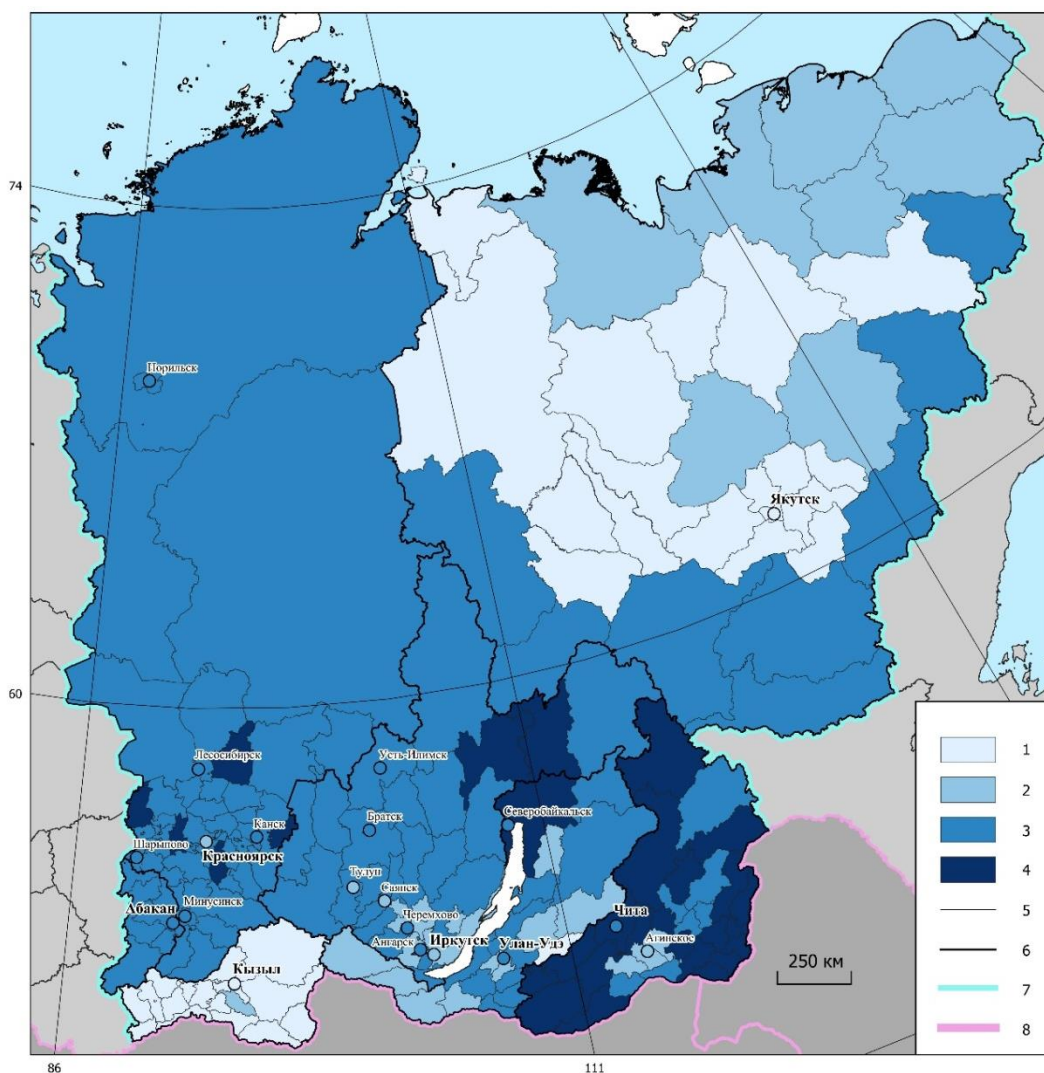 74
Норильск
Якутск
60
Лесосибирск
Усть-Илимск
Северобайкальск
Братск
Канск
Шарыпово
Красноярск
Тулун
Саянск
Минусинск
Абакан
Черемхово
Чита
Ангарск
Иркутск
Улан-Удэ
Агинское
Кызыл
1
2
3
4
5
6
7
8
250 км
86
111